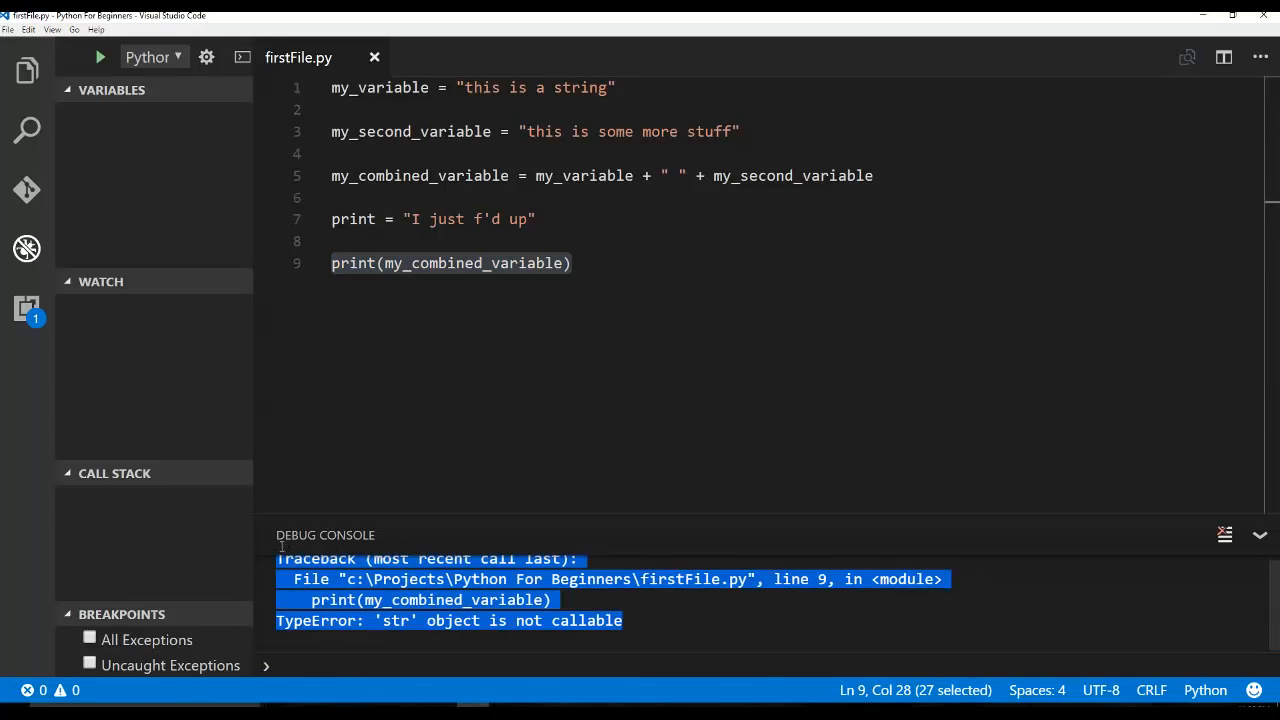 firstFile.py - Python For Beginners - Visual Studio Code
File Edit View Go Help
Python
firstFile.py
VARIABLES
1 my_variable = "this is a string"
2
3 my_second_variable = "this is some more stuff"
4
5 my_combined_variable = my_variable + " " + my_second_variable
6
7 print = "I just f'd up"
8
9 print(my_combined_variable)
WATCH
1
CALL STACK
BREAKPOINTS
All Exceptions
Uncaught Exceptions
DEBUG CONSOLE
Traceback (most recent call last):
File "c:\Projects\Python For Beginners\firstFile.py", line 9, in <module>
print(my_combined_variable)
TypeError: 'str' object is not callable
0 0 Ln 9, Col 28 (27 selected) Spaces: 4 UTF-8 CRLF Python